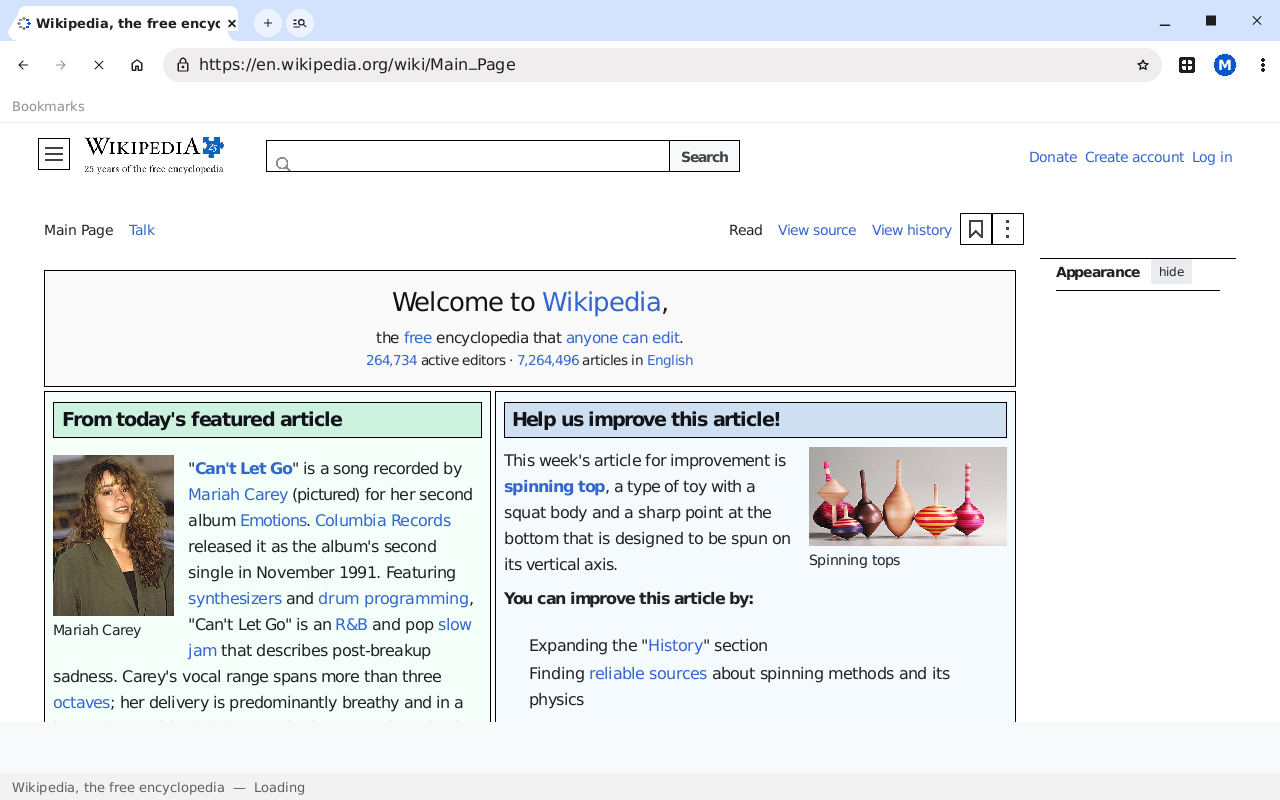 Wikipedia, the free encyc
https://en.wikipedia.org/wiki/Main_Page
M
Bookmarks
WIKIPEDIA 25
25 years of the free encyclopedia
Search
Donate Create account Log in
Main Page Talk
Read View source View history
Appearance hide
Welcome to Wikipedia,
the free encyclopedia that anyone can edit.
264,734 active editors · 7,264,496 articles in English
From today's featured article
"Can't Let Go" is a song recorded by
Mariah Carey (pictured) for her second
album Emotions. Columbia Records
released it as the album's second
single in November 1991. Featuring
synthesizers and drum programming,
"Can't Let Go" is an R&B and pop slow
jam that describes post-breakup
Mariah Carey
sadness. Carey's vocal range spans more than three
octaves; her delivery is predominantly breathy and in a
Help us improve this article!
This week's article for improvement is
spinning top, a type of toy with a
squat body and a sharp point at the
bottom that is designed to be spun on
its vertical axis.
Spinning tops
You can improve this article by:
Expanding the "History" section
Finding reliable sources about spinning methods and its
physics
Wikipedia, the free encyclopedia — Loading